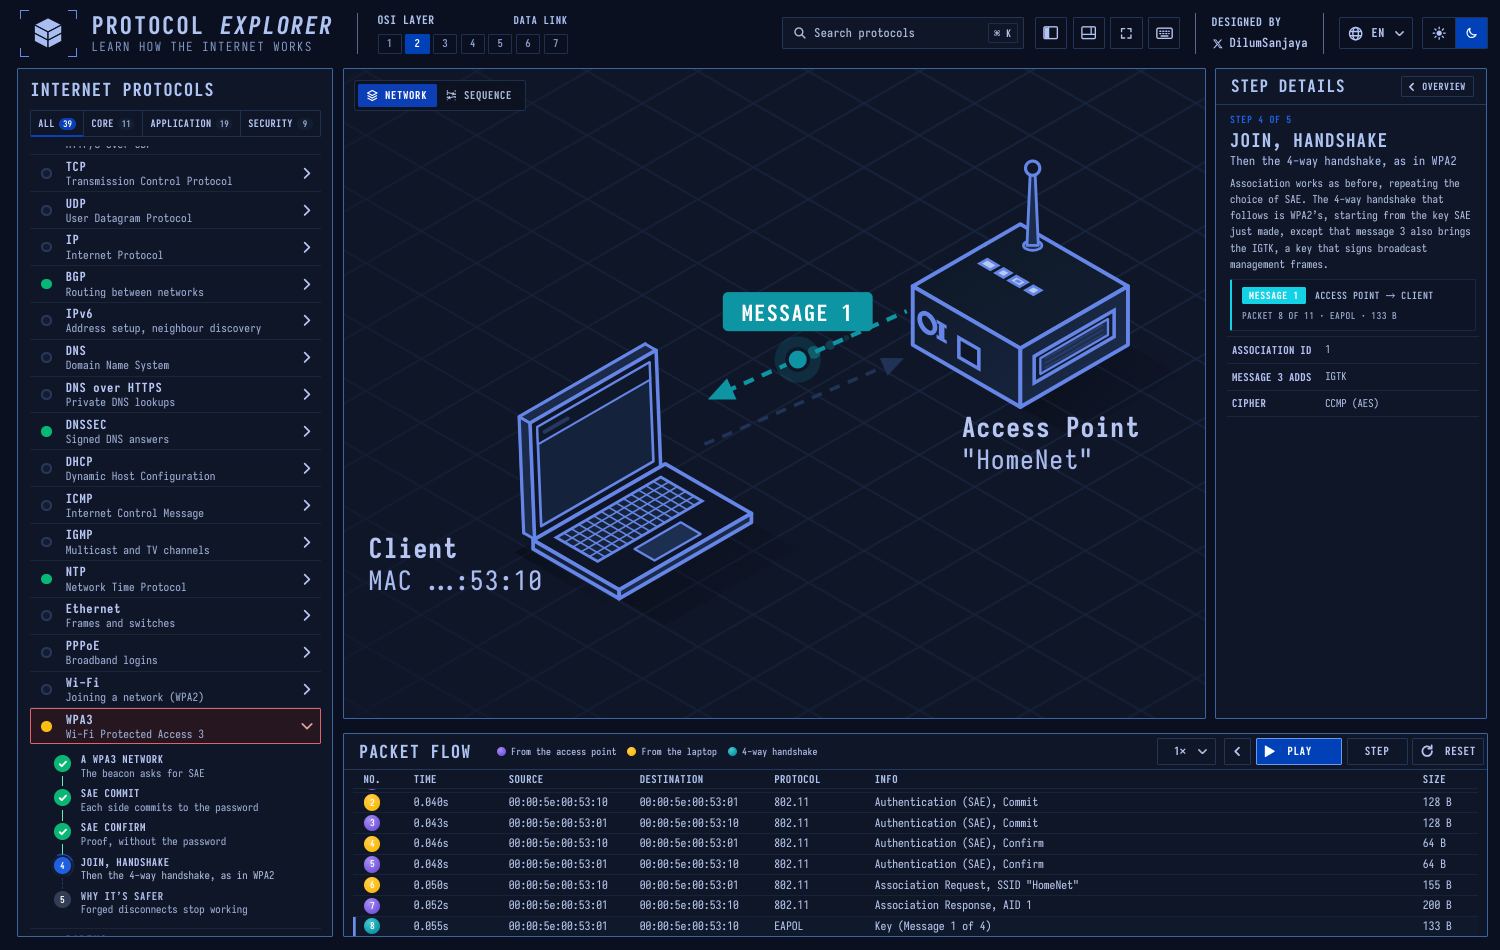 PROTOCOL EXPLORER
LEARN HOW THE INTERNET WORKS
OSI LAYER DATA LINK
1 2 3 4 5 6 7
Search protocols ⌘ K
DESIGNED BY
DilumSanjaya
EN
INTERNET PROTOCOLS
ALL 39 CORE 11 APPLICATION 19 SECURITY 9
TCP
Transmission Control Protocol
UDP
User Datagram Protocol
IP
Internet Protocol
BGP
Routing between networks
IPv6
Address setup, neighbour discovery
DNS
Domain Name System
DNS over HTTPS
Private DNS lookups
DNSSEC
Signed DNS answers
DHCP
Dynamic Host Configuration
ICMP
Internet Control Message
IGMP
Multicast and TV channels
NTP
Network Time Protocol
Ethernet
Frames and switches
PPPoE
Broadband logins
Wi-Fi
Joining a network (WPA2)
WPA3
Wi-Fi Protected Access 3
A WPA3 NETWORK
The beacon asks for SAE
SAE COMMIT
Each side commits to the password
SAE CONFIRM
Proof, without the password
4 JOIN, HANDSHAKE
Then the 4-way handshake, as in WPA2
5 WHY IT'S SAFER
Forged disconnects stop working
NETWORK SEQUENCE
MESSAGE 1
Access Point
"HomeNet"
Client
MAC ...:53:10
STEP DETAILS OVERVIEW
STEP 4 OF 5
JOIN, HANDSHAKE
Then the 4-way handshake, as in WPA2
Association works as before, repeating the
choice of SAE. The 4-way handshake that
follows is WPA2's, starting from the key SAE
just made, except that message 3 also brings
the IGTK, a key that signs broadcast
management frames.
MESSAGE 1 ACCESS POINT → CLIENT
PACKET 8 OF 11 · EAPOL · 133 B
ASSOCIATION ID 1
MESSAGE 3 ADDS IGTK
CIPHER CCMP (AES)
PACKET FLOW From the access point From the laptop 4-way handshake 1× PLAY STEP RESET
NO. TIME SOURCE DESTINATION PROTOCOL INFO SIZE
2 0.040s 00:00:5e:00:53:10 00:00:5e:00:53:01 802.11 Authentication (SAE), Commit 128 B
3 0.043s 00:00:5e:00:53:01 00:00:5e:00:53:10 802.11 Authentication (SAE), Commit 128 B
4 0.046s 00:00:5e:00:53:10 00:00:5e:00:53:01 802.11 Authentication (SAE), Confirm 64 B
5 0.048s 00:00:5e:00:53:01 00:00:5e:00:53:10 802.11 Authentication (SAE), Confirm 64 B
6 0.050s 00:00:5e:00:53:10 00:00:5e:00:53:01 802.11 Association Request, SSID "HomeNet" 155 B
7 0.052s 00:00:5e:00:53:01 00:00:5e:00:53:10 802.11 Association Response, AID 1 200 B
8 0.055s 00:00:5e:00:53:01 00:00:5e:00:53:10 EAPOL Key (Message 1 of 4) 133 B